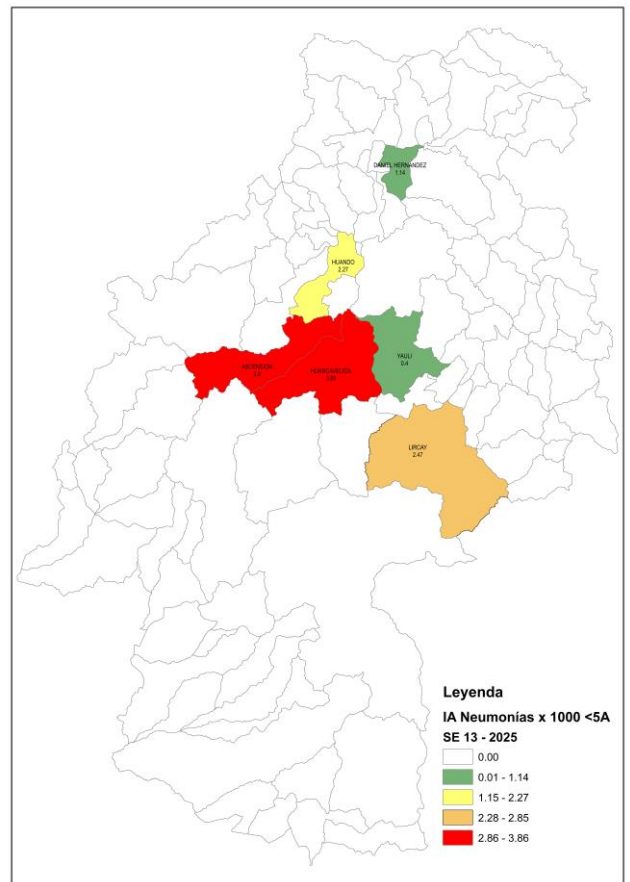 DANIEL HERNANDEZ
1.14
HUANDO
2.27
YAULI
0.4
ASCENSION
HUANCAVELICA
LIRCAY
2.47
Leyenda
IA Neumonías x 1000 <5A
SE 13 - 2025
0.00
0.01 - 1.14
1.15 - 2.27
2.28 - 2.85
2.86 - 3.86